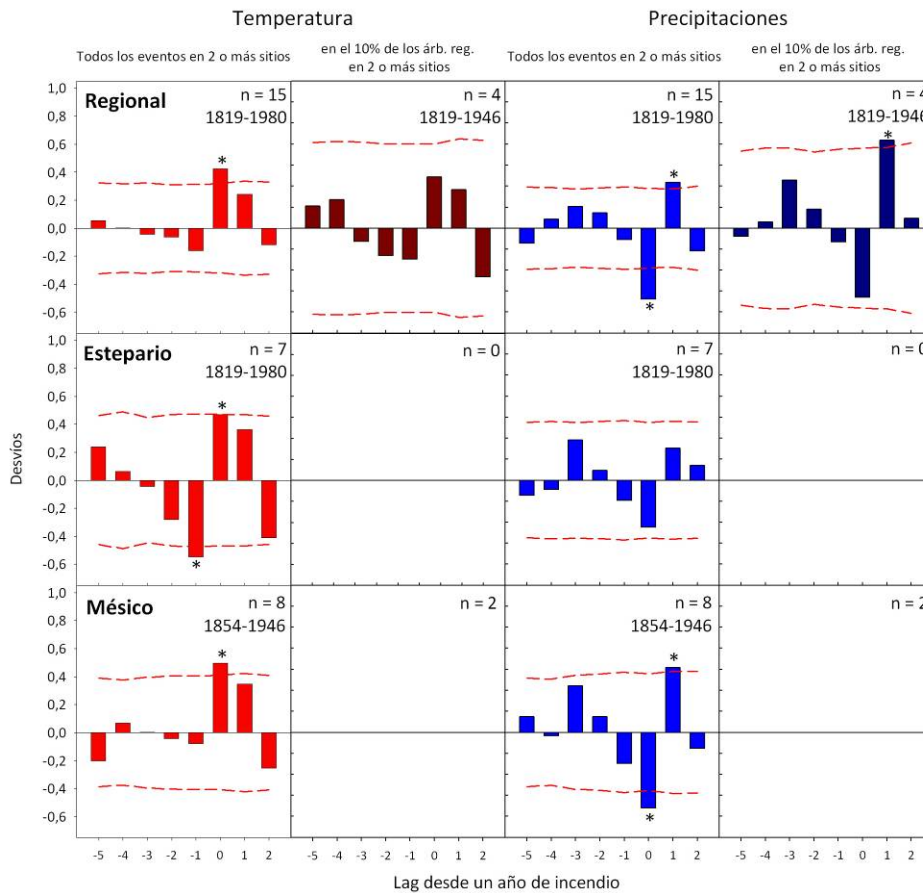 Temperatura
Precipitaciones
Todos los eventos en 2 o más sitios
en el 10% de los árb. reg.
en 2 o más sitios
Todos los eventos en 2 o más sitios
en el 10% de los árb. reg.
en 2 o más sitios
Desvíos
1,0
0,8
0,6
0,4
0,2
0,0
-0,2
-0,4
-0,6
Regional
n = 15
1819-1980
*
n = 4
1819-1946
n = 15
1819-1980
*
*
n = 4
1819-1946
*
0,8
0,6
0,4
0,2
0,0
-0,2
-0,4
-0,6
Estepario
n = 7
1819-1980
*
*
n = 0
n = 7
1819-1980
n = 0
0,8
0,6
0,4
0,2
0,0
-0,2
-0,4
-0,6
Mésico
n = 8
1854-1946
*
n = 2
n = 8
1854-1946
*
*
n = 2
-5 -4 -3 -2 -1 0 1 2
-5 -4 -3 -2 -1 0 1 2
-5 -4 -3 -2 -1 0 1 2
-5 -4 -3 -2 -1 0 1 2
Lag desde un año de incendio